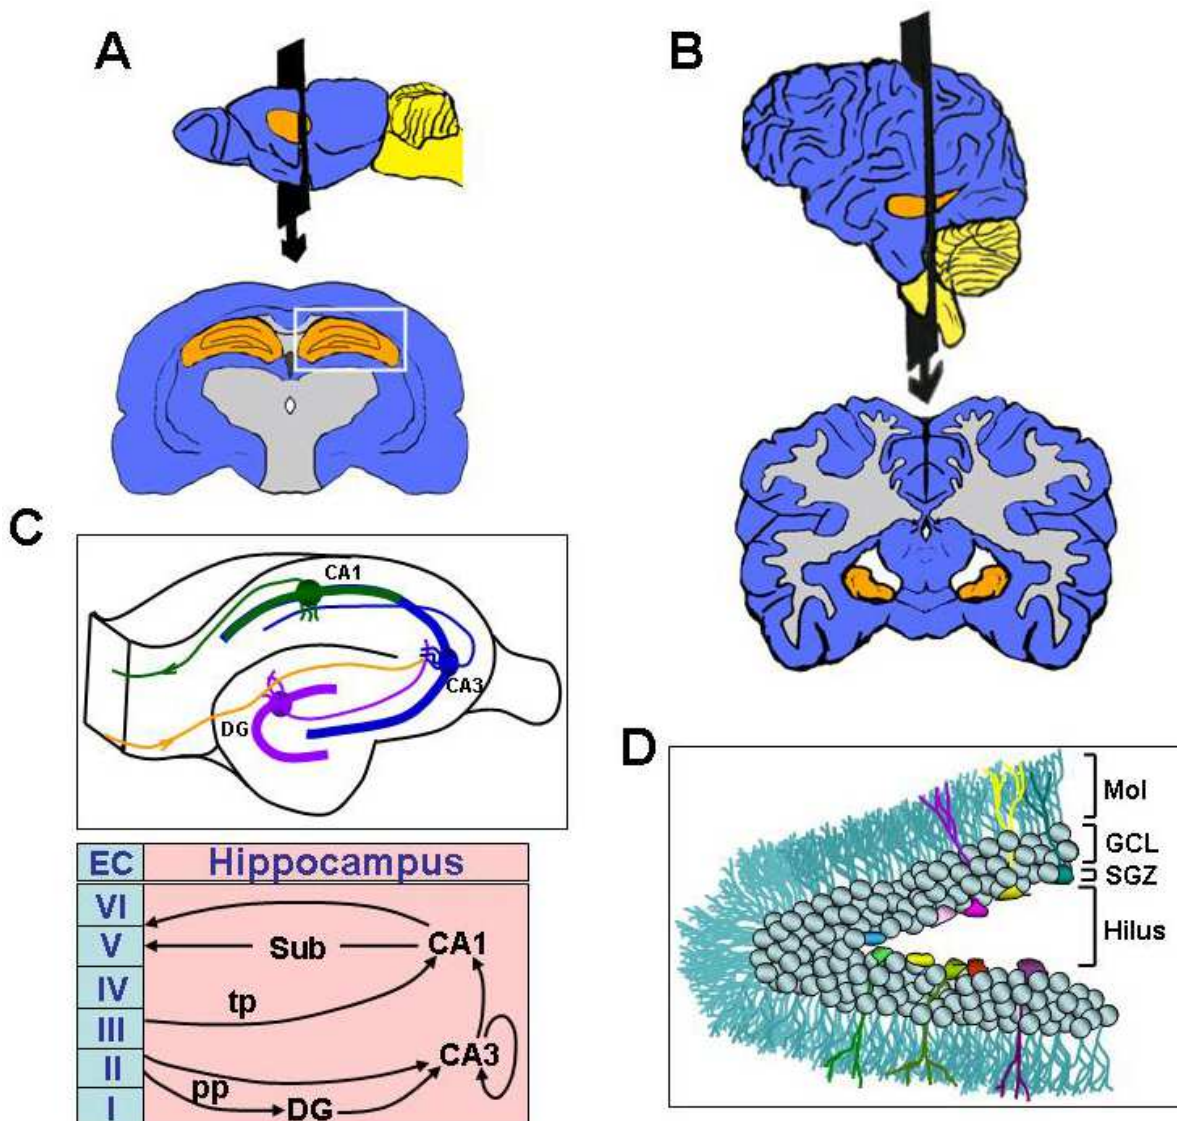 A
B
C
CA1
CA3
DG
D
Mol
GCL
SGZ
Hilus
EC Hippocampus
VI
V Sub CA1
IV
tp
III
II CA3
pp
I DG